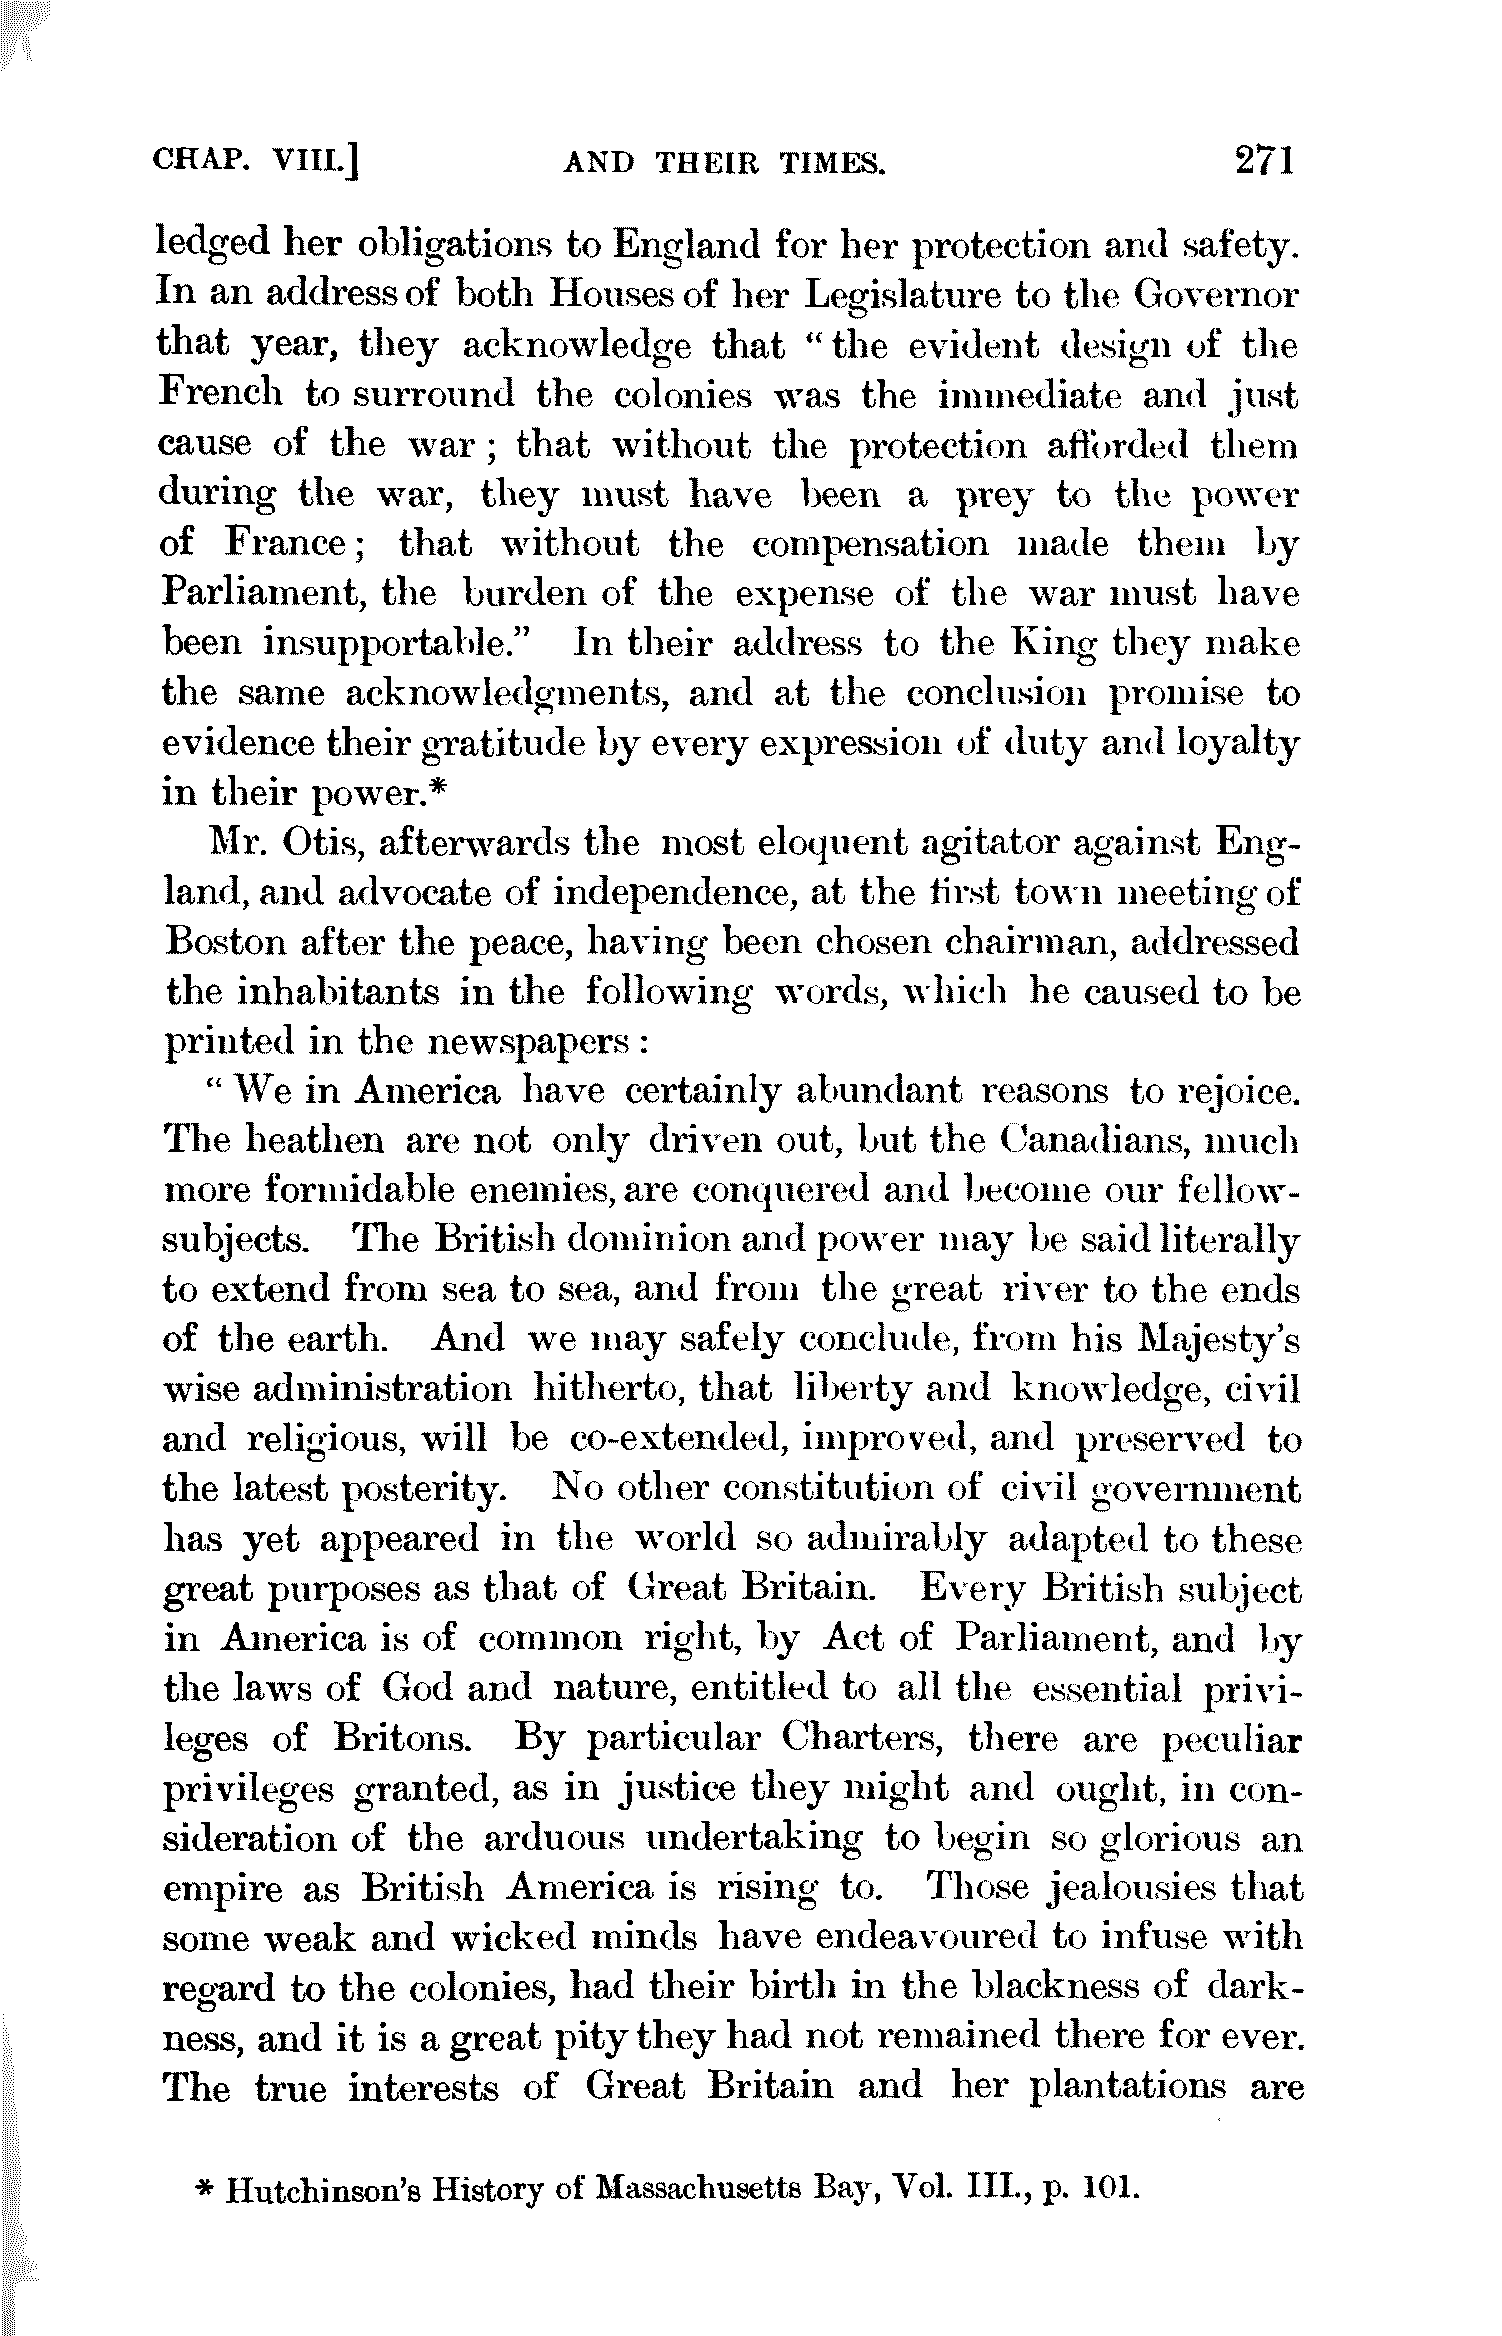 CHAP. VIII.] AND THEIR TIMES. 271
ledged her obligations to England for her protection and safety.
In an address of both Houses of her Legislature to the Governor
that year, they acknowledge that “the evident design of the
French to surround the colonies was the immediate and just
cause of the war; that without the protection afforded them
during the war, they must have been a prey to the power
of France; that without the compensation made them by
Parliament, the burden of the expense of the war must have
been insupportable.” In their address to the King they make
the same acknowledgments, and at the conclusion promise to
evidence their gratitude by every expression of duty and loyalty
in their power.*
Mr. Otis, afterwards the most eloquent agitator against Eng-
land, and advocate of independence, at the first town meeting of
Boston after the peace, having been chosen chairman, addressed
the inhabitants in the following words, which he caused to be
printed in the newspapers:
“We in America have certainly abundant reasons to rejoice.
The heathen are not only driven out, but the Canadians, much
more formidable enemies, are conquered and become our fellow-
subjects. The British dominion and power may be said literally
to extend from sea to sea, and from the great river to the ends
of the earth. And we may safely conclude, from his Majesty's
wise administration hitherto, that liberty and knowledge, civil
and religious, will be co-extended, improved, and preserved to
the latest posterity. No other constitution of civil government
has yet appeared in the world so admirably adapted to these
great purposes as that of Great Britain. Every British subject
in America is of common right, by Act of Parliament, and by
the laws of God and nature, entitled to all the essential privi-
leges of Britons. By particular Charters, there are peculiar
privileges granted, as in justice they might and ought, in con-
sideration of the arduous undertaking to begin so glorious an
empire as British America is rising to. Those jealousies that
some weak and wicked minds have endeavoured to infuse with
regard to the colonies, had their birth in the blackness of dark-
ness, and it is a great pity they had not remained there for ever.
The true interests of Great Britain and her plantations are
* Hutchinson's History of Massachusetts Bay, Vol. III., p. 101.